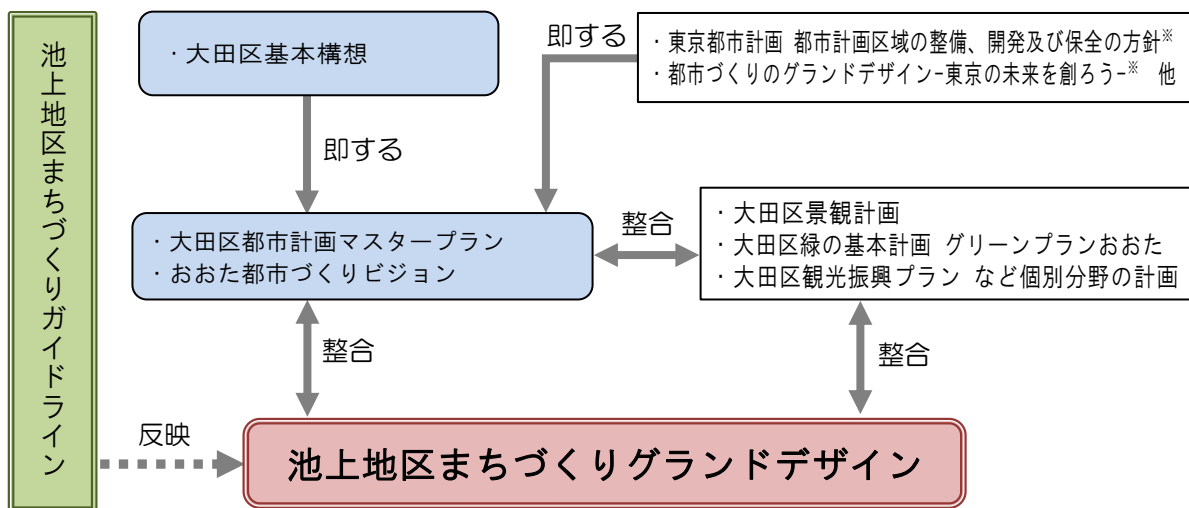 池上地区まちづくりガイドライン
・大田区基本構想
即する
・東京都市計画 都市計画区域の整備、開発及び保全の方針※
・都市づくりのグランドデザイン-東京の未来を創ろう-※ 他
即する
・大田区都市計画マスタープラン
・おおた都市づくりビジョン
整合
・大田区景観計画
・大田区緑の基本計画 グリーンプランおおた
・大田区観光振興プラン など個別分野の計画
整合
整合
反映
池上地区まちづくりグランドデザイン